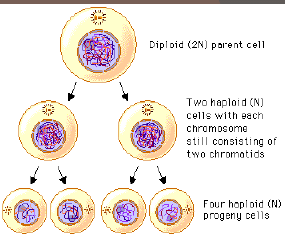 Diploid (2N) parent cell
Two haploid (N)
cells with each
chromosome
still consisting of
two chromatids
Four haploid (N)
progeny cells